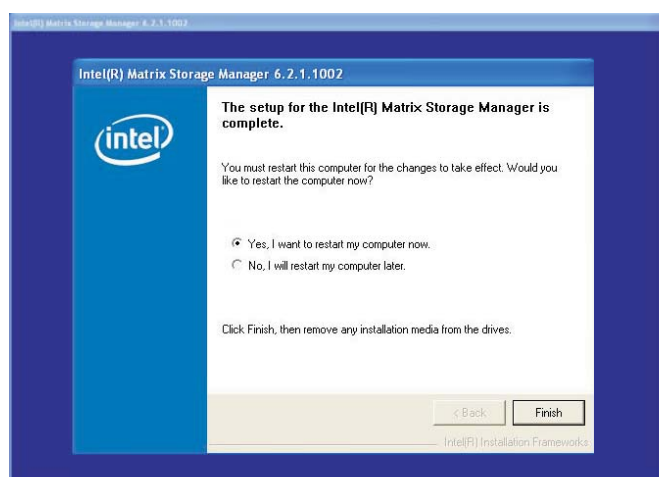 Intel(R) Matrix Storage Manager 6.2.1.1002
Intel(R) Matrix Storage Manager 6.2.1.1002
intel
The setup for the Intel(R) Matrix Storage Manager is
complete.
You must restart this computer for the changes to take effect. Would you
like to restart the computer now?
Yes, I want to restart my computer now.
No, I will restart my computer later.
Click Finish, then remove any installation media from the drives.
< Back
Finish
Intel(R) Installation Frameworks